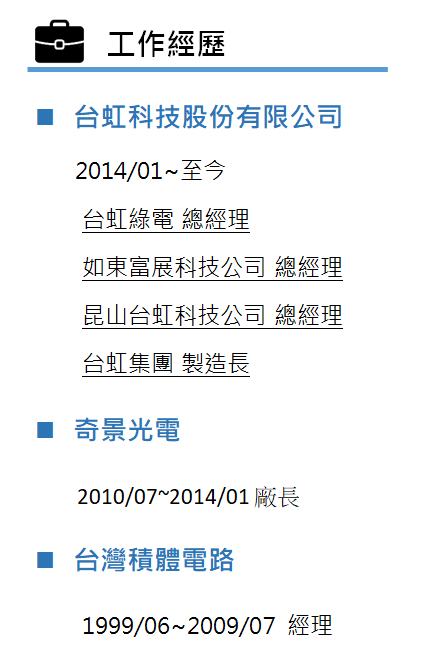 工作經歷
台虹科技股份有限公司
2014/01~至今
台虹綠電 總經理
如東富展科技公司 總經理
昆山台虹科技公司 總經理
台虹集團 製造長
奇景光電
2010/07~2014/01 廠長
台灣積體電路
1999/06~2009/07 經理